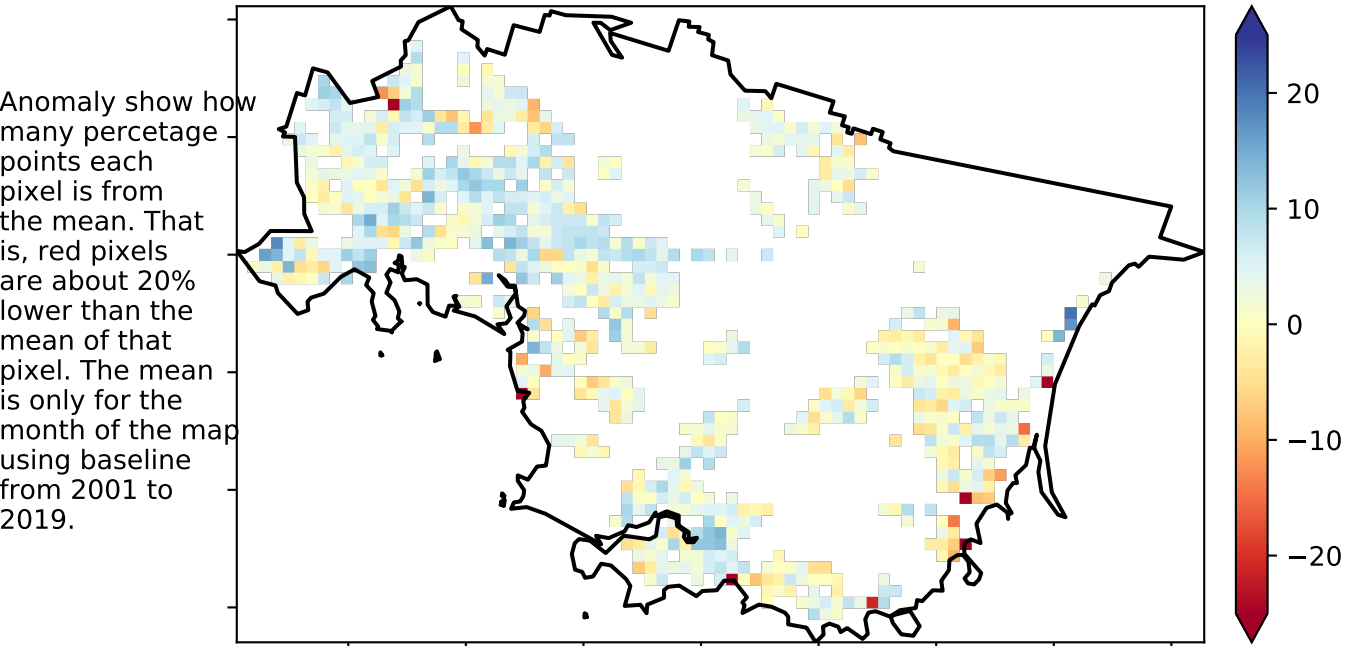 Anomaly show how
many percetage
points each
pixel is from
the mean. That
is, red pixels
are about 20%
lower than the
mean of that
pixel. The mean
is only for the
month of the map
using baseline
from 2001 to
2019.
20
10
0
−10
−20